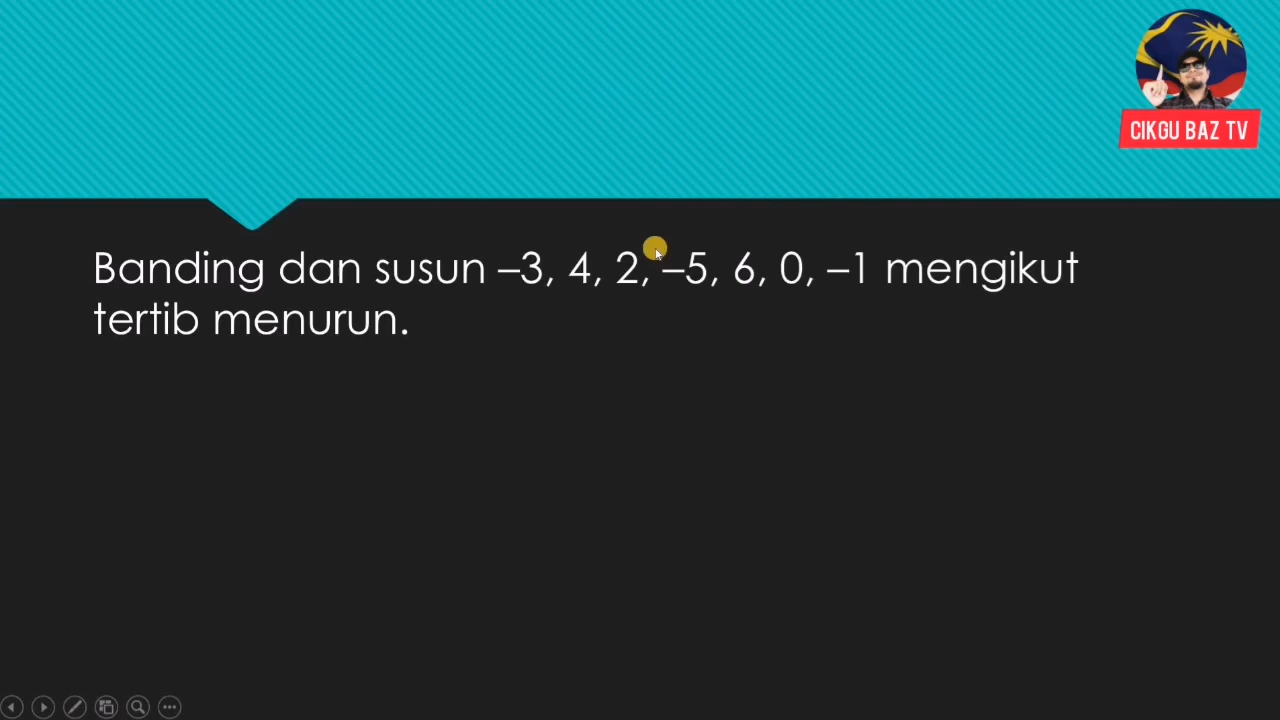 CIKGU BAZ TV
Banding dan susun –3, 4, 2, –5, 6, 0, –1 mengikut
tertib menurun.